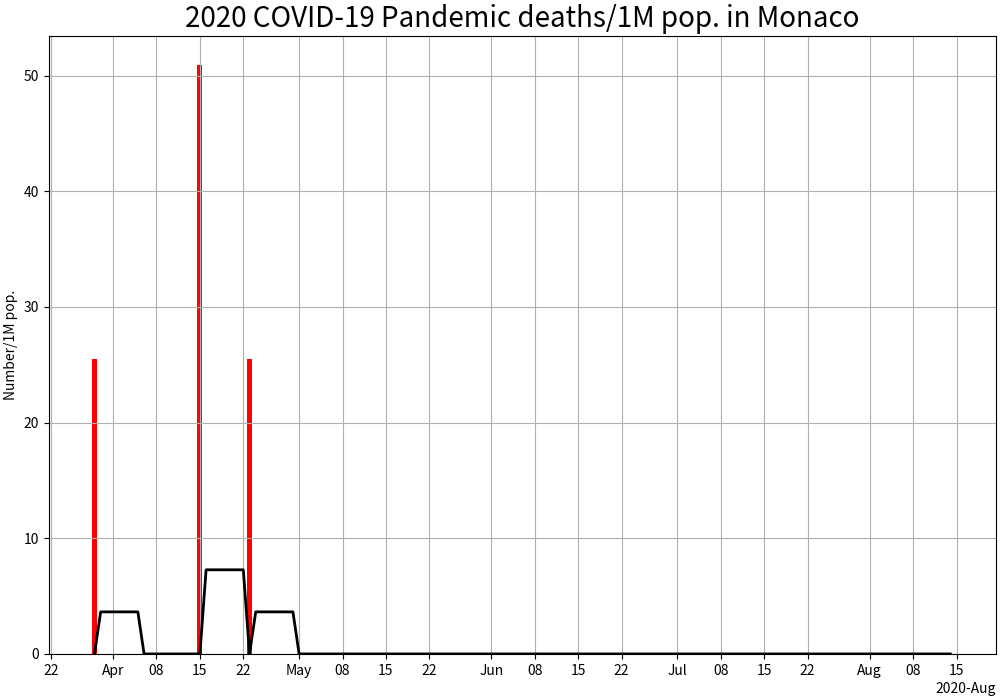 2020 COVID-19 Pandemic deaths/1M pop. in Monaco
Number/1M pop.
50
40
30
20
10
0
22 Apr 08 15 22 May 08 15 22 Jun 08 15 22 Jul 08 15 22 Aug 08 15
2020-Aug